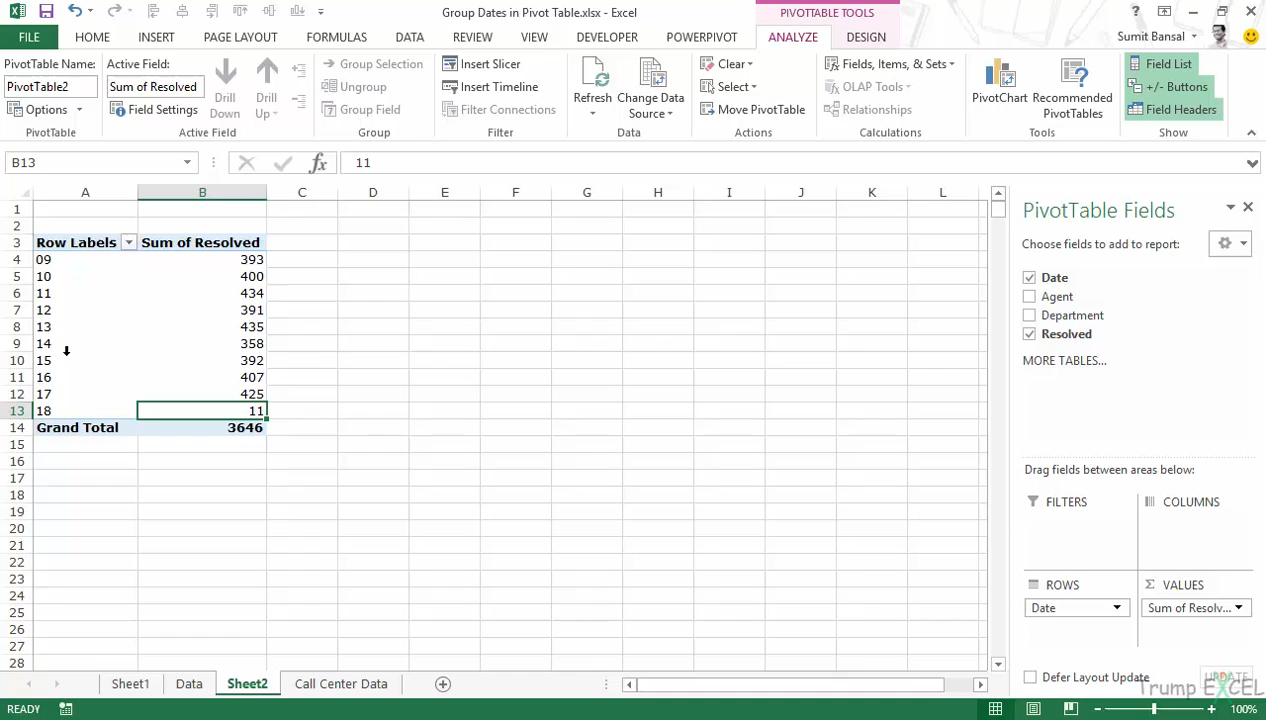 Group Dates in Pivot Table.xlsx - Excel
PIVOTTABLE TOOLS
FILE HOME INSERT PAGE LAYOUT FORMULAS DATA REVIEW VIEW DEVELOPER POWERPIVOT ANALYZE DESIGN Sumit Bansal
PivotTable Name:
PivotTable2
Options
PivotTable
Active Field:
Sum of Resolved
Field Settings
Drill Down
Drill Up
Active Field
Group Selection
Ungroup
Group Field
Group
Insert Slicer
Insert Timeline
Filter Connections
Filter
Refresh
Change Data Source
Data
Clear
Select
Move PivotTable
Actions
Fields, Items, & Sets
OLAP Tools
Relationships
Calculations
PivotChart
Recommended PivotTables
Tools
Field List
+/- Buttons
Field Headers
Show
B13 fx 11
A B C D E F G H I J K L
1
2
3 Row Labels Sum of Resolved
4 09 393
5 10 400
6 11 434
7 12 391
8 13 435
9 14 358
10 15 392
11 16 407
12 17 425
13 18 11
14 Grand Total 3646
15
16
17
18
19
20
21
22
23
24
25
26
27
28
PivotTable Fields
Choose fields to add to report:
Date
Agent
Department
Resolved
MORE TABLES...
Drag fields between areas below:
FILTERS COLUMNS
ROWS Σ VALUES
Date Sum of Resolv...
Defer Layout Update UPDATE
Trump EXCEL
Sheet1 Data Sheet2 Call Center Data
READY 100%